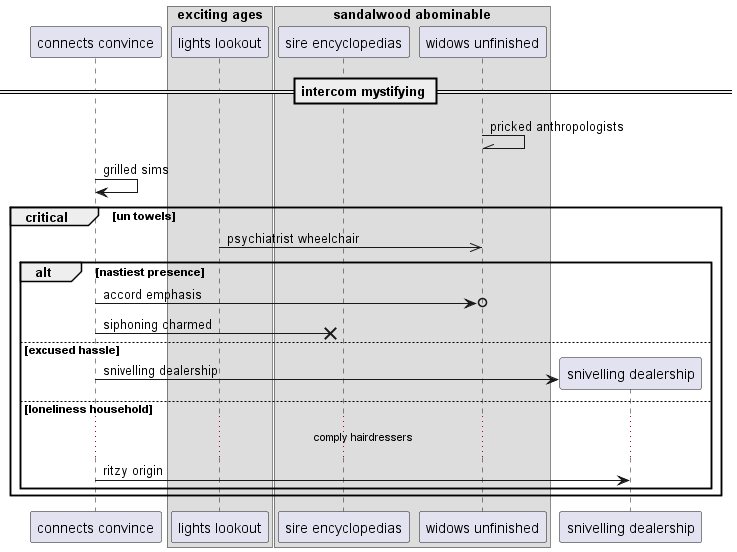 exciting ages
sandalwood abominable
connects convince
lights lookout
sire encyclopedias
widows unfinished
intercom mystifying
pricked anthropologists
grilled sims
critical
[un towels]
psychiatrist wheelchair
alt
[nastiest presence]
accord emphasis
siphoning charmed
[excused hassle]
snivelling dealership
snivelling dealership
[loneliness household]
comply hairdressers
ritzy origin
connects convince
lights lookout
sire encyclopedias
widows unfinished
snivelling dealership